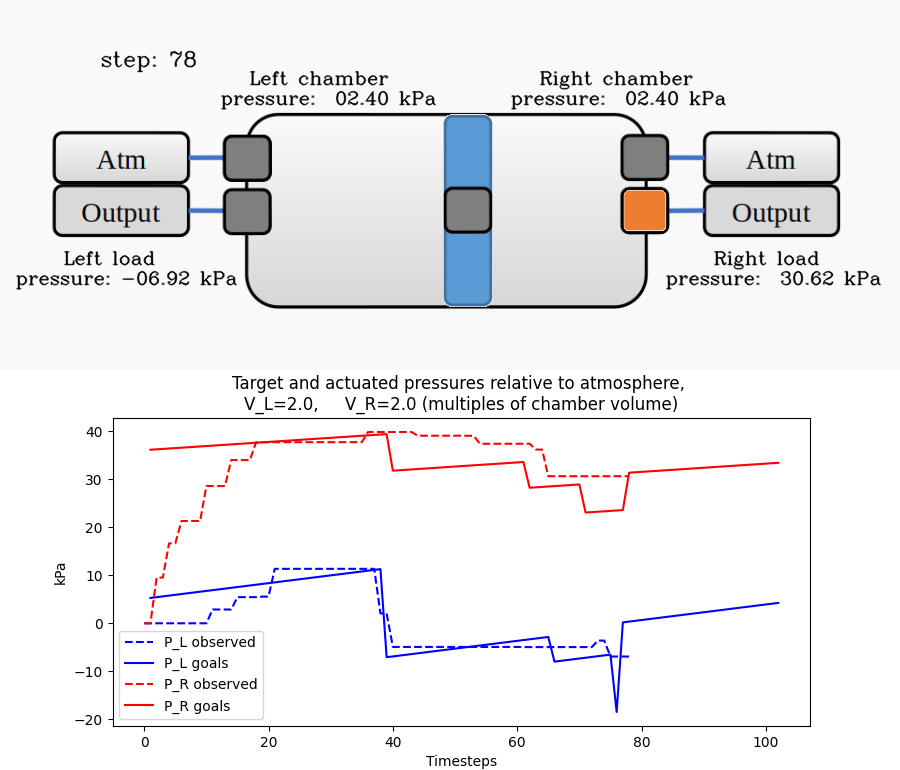 step: 78
Left chamber
pressure: 02.40 kPa
Right chamber
pressure: 02.40 kPa
Atm
Output
Atm
Output
Left load
pressure: -06.92 kPa
Right load
pressure: 30.62 kPa
Target and actuated pressures relative to atmosphere,
V_L=2.0, V_R=2.0 (multiples of chamber volume)
kPa
40
30
20
10
0
−10
−20
P_L observed
P_L goals
P_R observed
P_R goals
0 20 40 60 80 100
Timesteps